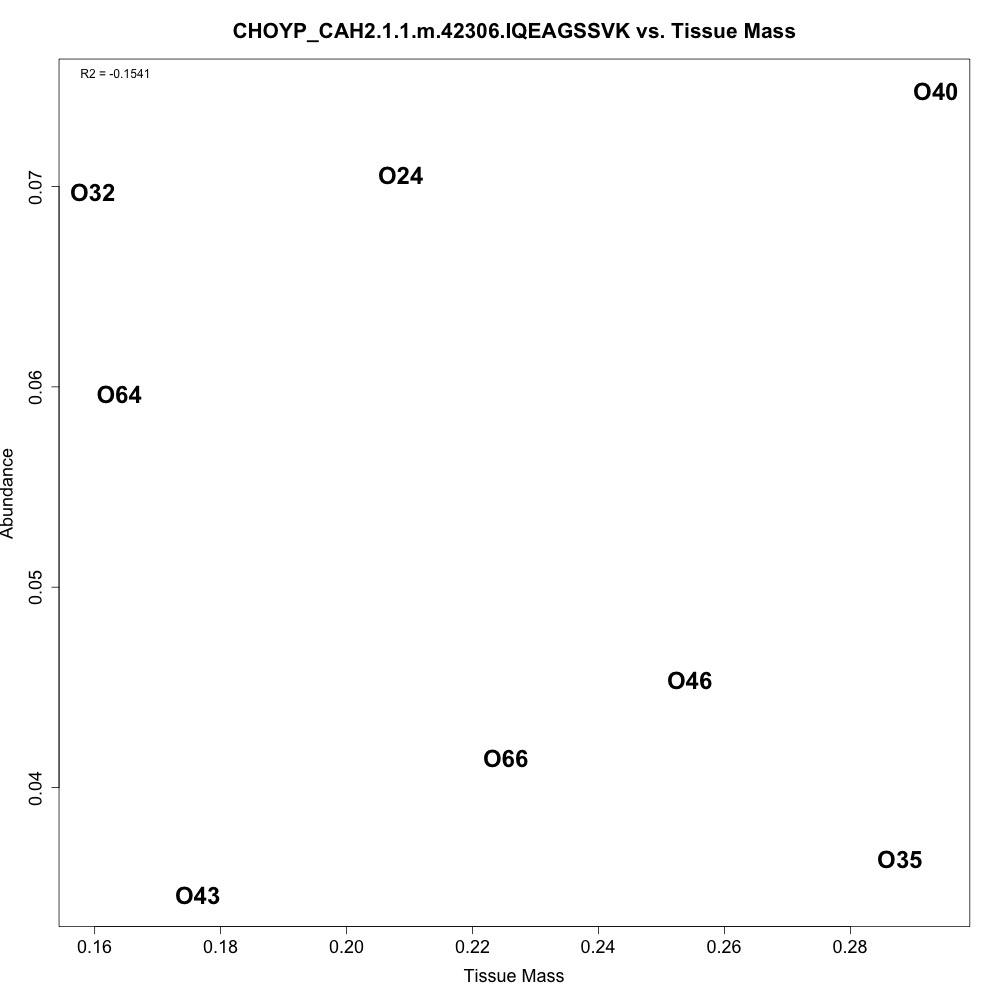 CHOYP_CAH2.1.1.m.42306.IQEAGSSVK vs. Tissue Mass
R2 = -0.1541
O40
O24
O32
O64
O46
O66
O35
O43
Abundance
0.07
0.06
0.05
0.04
0.16 0.18 0.20 0.22 0.24 0.26 0.28
Tissue Mass